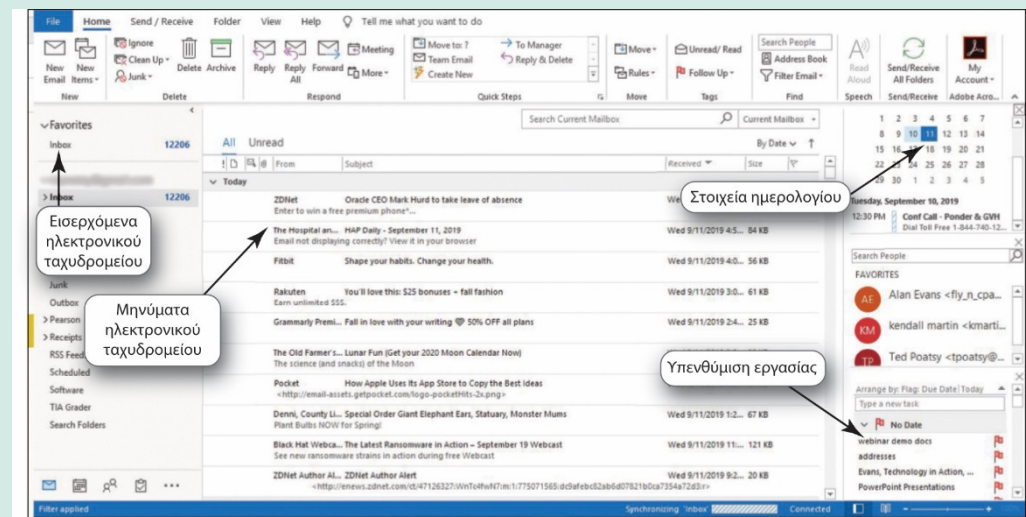 File Home Send / Receive Folder View Help Tell me what you want to do
New Email
New Items
Ignore
Clean Up
Junk
Delete
Archive
Reply
Reply All
Forward
Meeting
More
Move to: ?
Team Email
Create New
To Manager
Reply & Delete
Move
Rules
Unread/ Read
Follow Up
Search People
Address Book
Filter Email
Read Aloud
Send/Receive All Folders
My Account
New Delete Respond Quick Steps Move Tags Find Speech Send/Receive Adobe Acro...
Favorites
Inbox 12206
Inbox 12206
Εισερχόμενα
ηλεκτρονικού
ταχυδρομείου
Junk
Outbox
Pearson
Receipts
RSS Feed
Scheduled
Software
TIA Grader
Search Folders
Μηνύματα
ηλεκτρονικού
ταχυδρομείου
Search Current Mailbox Current Mailbox
All Unread By Date
From Subject Received Size
Today
ZDNet Oracle CEO Mark Hurd to take leave of absence We
Enter to win a free premium phone*...
The Hospital an... HAP Daily - September 11, 2019 Wed 9/11/2019 4:5... 84 KB
Email not displaying correctly? View it in your browser
Fitbit Shape your habits. Change your health. Wed 9/11/2019 4:0... 56 KB
Rakuten You'll love this: $25 bonuses + fall fashion Wed 9/11/2019 3:0... 61 KB
Earn unlimited $$$.
Grammarly Premi... Fall in love with your writing 50% OFF all plans Wed 9/11/2019 2:4... 25 KB
The Old Farmer's... Lunar Fun (Get your 2020 Moon Calendar Now)
The science (and snacks) of the Moon
Pocket How Apple Uses Its App Store to Copy the Best Ideas
<http://email-assets.getpocket.com/logo-pocketHits-2x.png>
Denni, County Li... Special Order Giant Elephant Ears, Statuary, Monster Mums Wed 9/11/2019 1:2... 67 KB
Plant Bulbs NOW for Spring!
Black Hat Webca... The Latest Ransomware in Action – September 19 Webcast Wed 9/11/2019 11:... 121 KB
See new ransomware strains in action during free Webcast
ZDNet Author Al... ZDNet Author Alert Wed 9/11/2019 9:2... 20 KB
Στοιχεία ημερολογίου
1 2 3 4 5 6 7
8 9 10 11 12 13 14
15 16 17 18 19 20 21
22 23 24 25 26 27 28
29 30 1 2 3 4 5
Tuesday, September 10, 2019
12:30 PM Conf Call - Ponder & GVH
Dial Toll Free 1-844-740-12...
Search People
FAVORITES
AE Alan Evans <fly_n_cpa...
KM kendall martin <kmarti...
TP Ted Poatsy <tpoatsy@...
Υπενθύμιση εργασίας
Arrange by: Flag: Due Date Today
Type a new task
No Date
webinar demo docs
addresses
Evans, Technology in Action, ...
PowerPoint Presentations
Filter applied Synchronizing 'Inbox' Connected